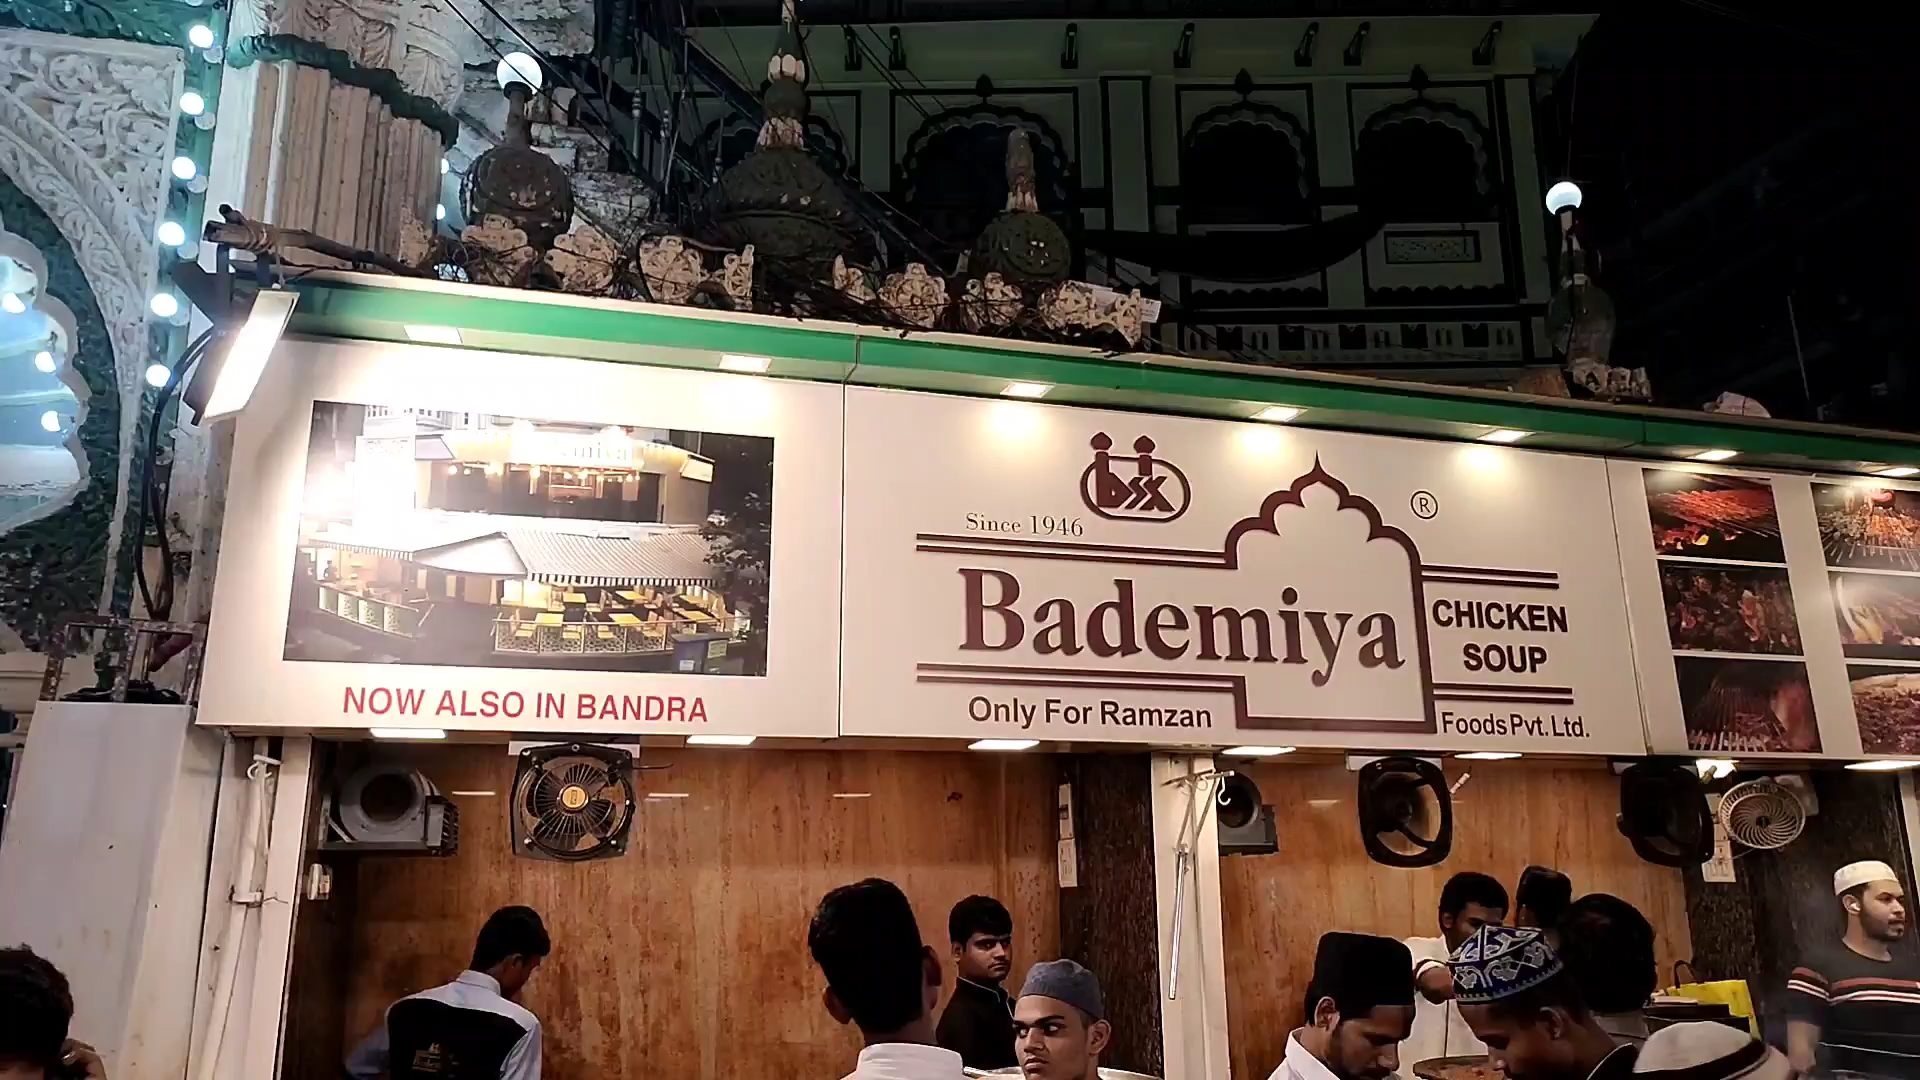 NOW ALSO IN BANDRA
Since 1946
®
Bademiya
CHICKEN
SOUP
Only For Ramzan
Foods Pvt. Ltd.